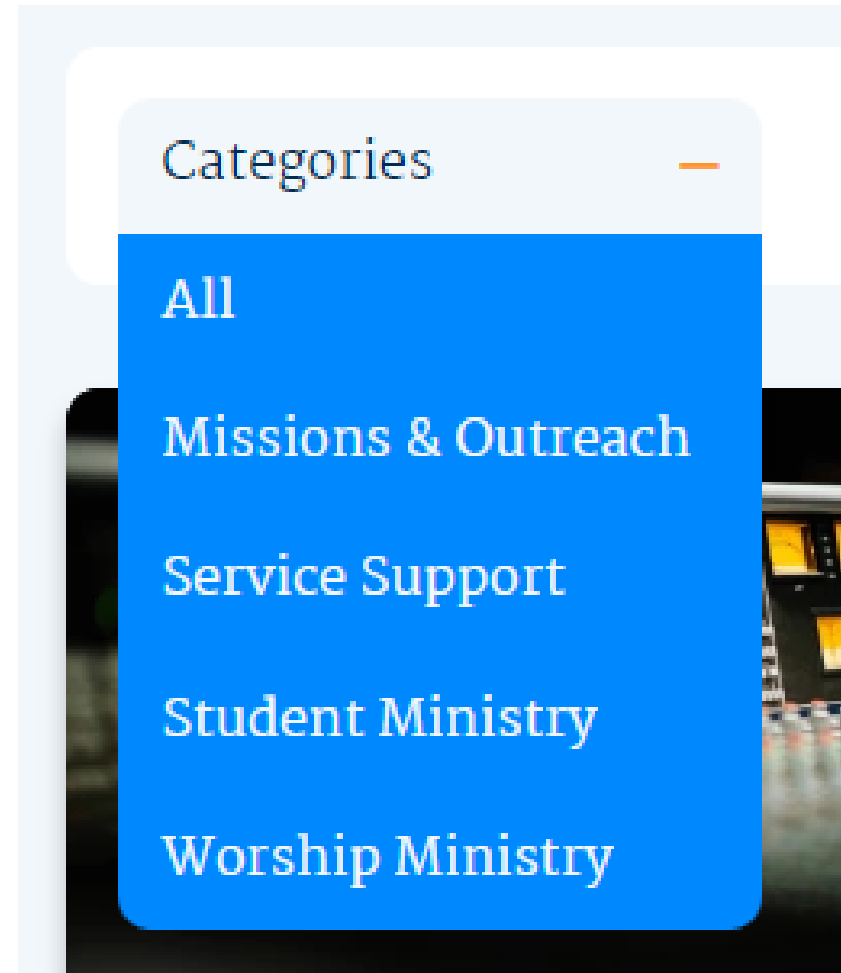 Categories
All
Missions & Outreach
Service Support
Student Ministry
Worship Ministry